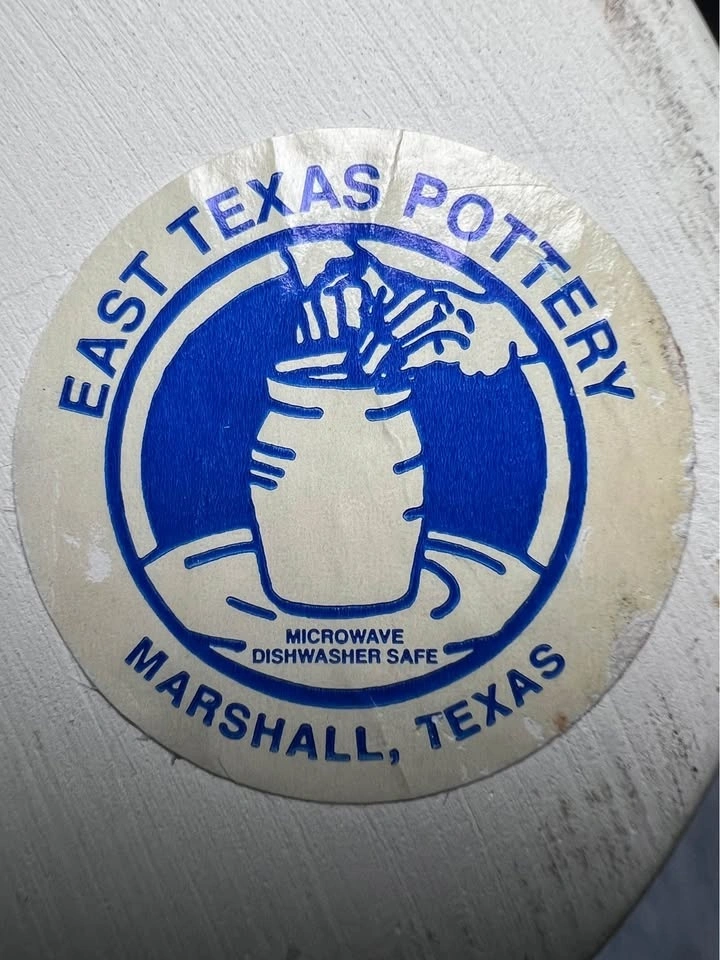 EAST TEXAS POTTERY
MICROWAVE
DISHWASHER SAFE
MARSHALL, TEXAS